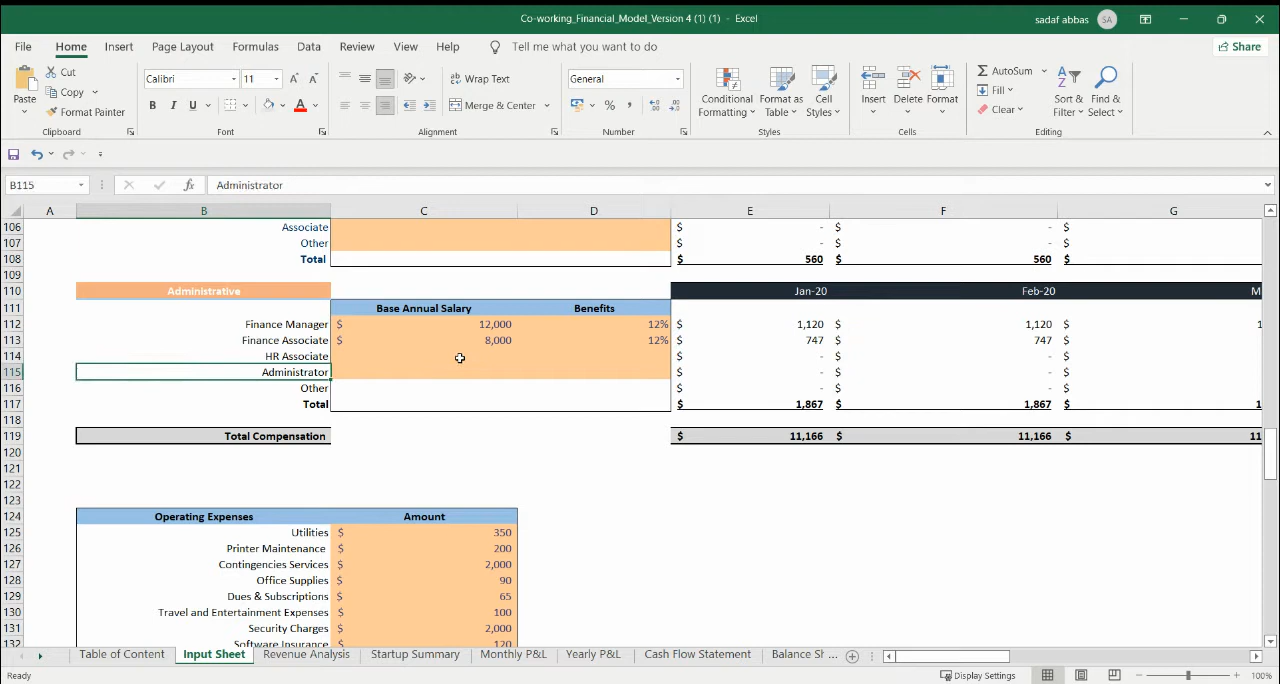 Co-working_Financial_Model_Version 4 (1) (1) - Excel
sadaf abbas SA
File Home Insert Page Layout Formulas Data Review View Help Tell me what you want to do Share
Paste Cut Copy Format Painter Clipboard
Calibri 11 B I U Font
Wrap Text Merge & Center Alignment
General % Number
Conditional Formatting Format as Table Cell Styles Styles
Insert Delete Format Cells
AutoSum Fill Clear Sort & Filter Find & Select Editing
B115 fx Administrator
A B C D E F G
106 Associate $ - $ - $
107 Other $ - $ - $
108 Total $ 560 $ 560 $
109
110 Administrative Jan-20 Feb-20 M
111 Base Annual Salary Benefits
112 Finance Manager $ 12,000 12% $ 1,120 $ 1,120 $ 1
113 Finance Associate $ 8,000 12% $ 747 $ 747 $
114 HR Associate $ - $ - $
115 Administrator $ - $ - $
116 Other $ - $ - $
117 Total $ 1,867 $ 1,867 $ 1
118
119 Total Compensation $ 11,166 $ 11,166 $ 11
120
121
122
123
124 Operating Expenses Amount
125 Utilities $ 350
126 Printer Maintenance $ 200
127 Contingencies Services $ 2,000
128 Office Supplies $ 90
129 Dues & Subscriptions $ 65
130 Travel and Entertainment Expenses $ 100
131 Security Charges $ 2,000
132 Software Insurance $ 120
Table of Content Input Sheet Revenue Analysis Startup Summary Monthly P&L Yearly P&L Cash Flow Statement Balance Sh ...
Ready Display Settings 100%